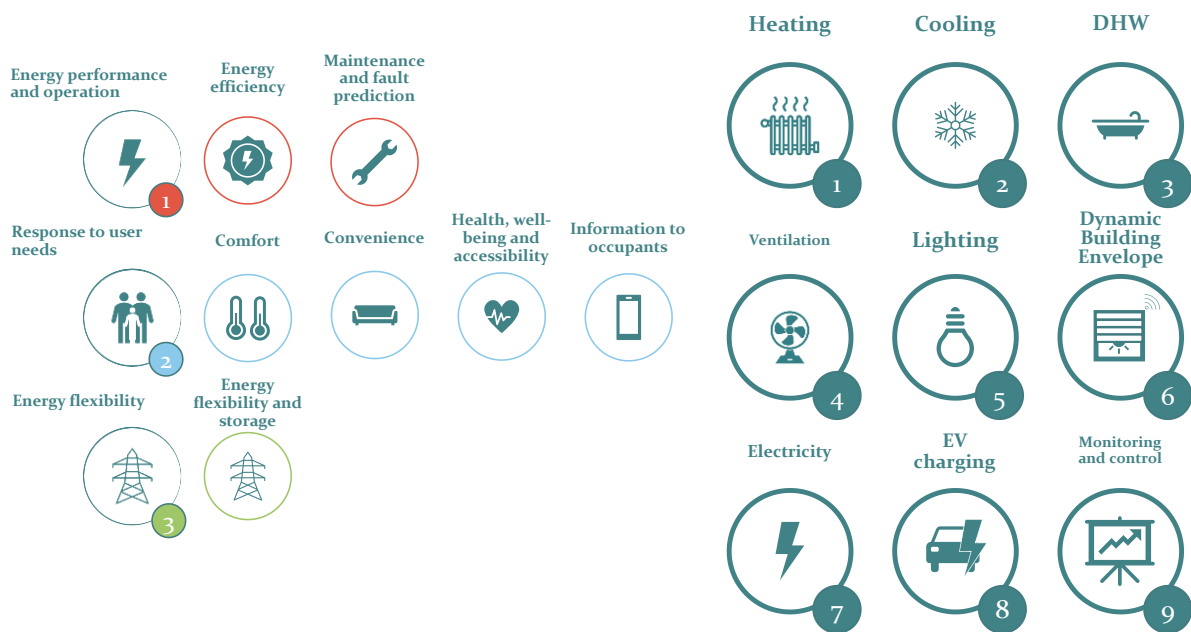 Energy performance
and operation
Energy
efficiency
Maintenance
and fault
prediction
1
Response to user
needs
Comfort
Convenience
Health, well-
being and
accessibility
Information to
occupants
2
Energy flexibility
Energy
flexibility and
storage
3
Heating
Cooling
DHW
1
2
3
Ventilation
Lighting
Dynamic
Building
Envelope
4
5
6
Electricity
EV
charging
Monitoring
and control
7
8
9